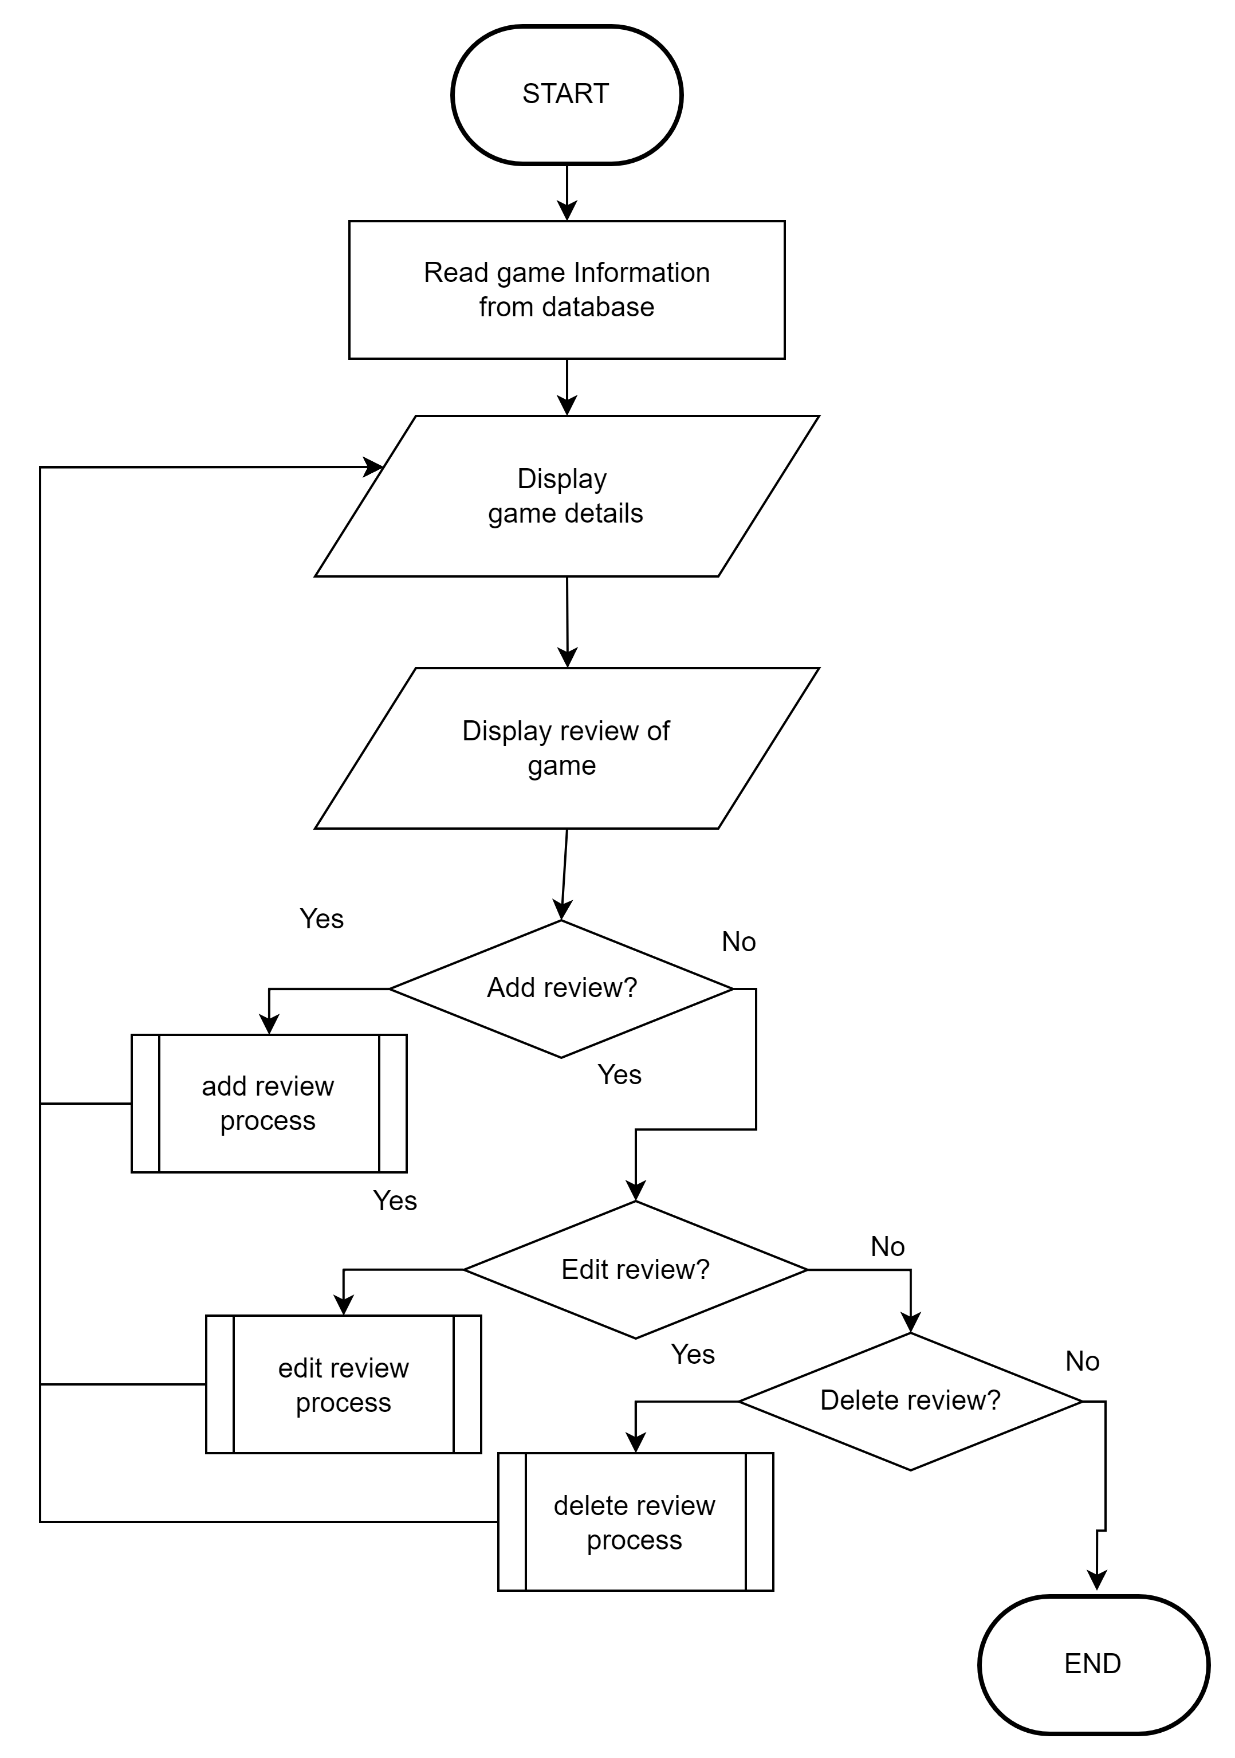 START
Read game Information
from database
Display
game details
Display review of
game
Yes
No
Add review?
Yes
add review
process
Yes
No
Edit review?
Yes
No
edit review
process
Delete review?
delete review
process
END